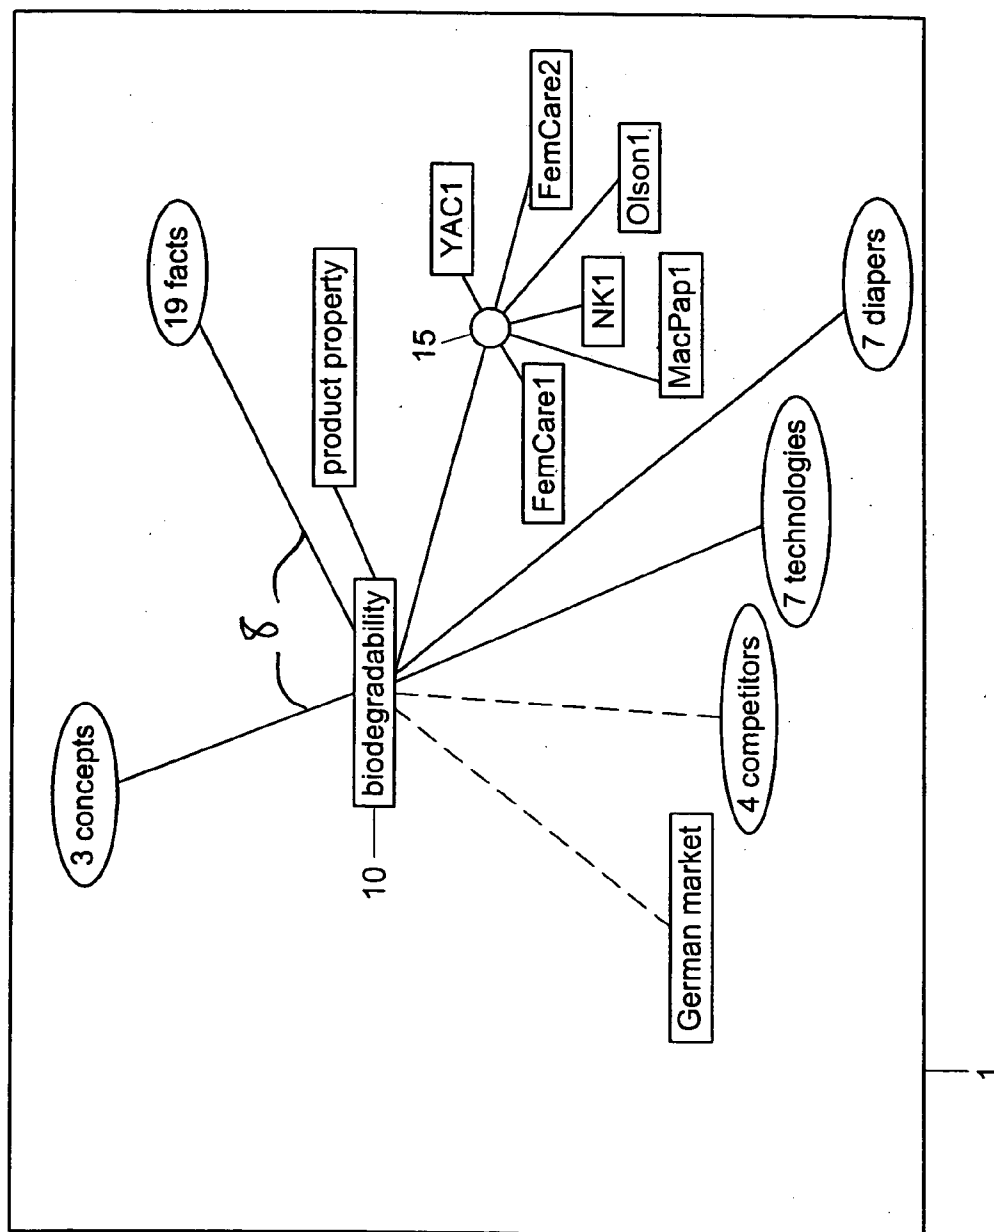 3 concepts
8
19 facts
10
biodegradability
product property
15
YAC1
FemCare2
FemCare1
NK1
Olson1
MacPap1
German market
4 competitors
7 technologies
7 diapers
1